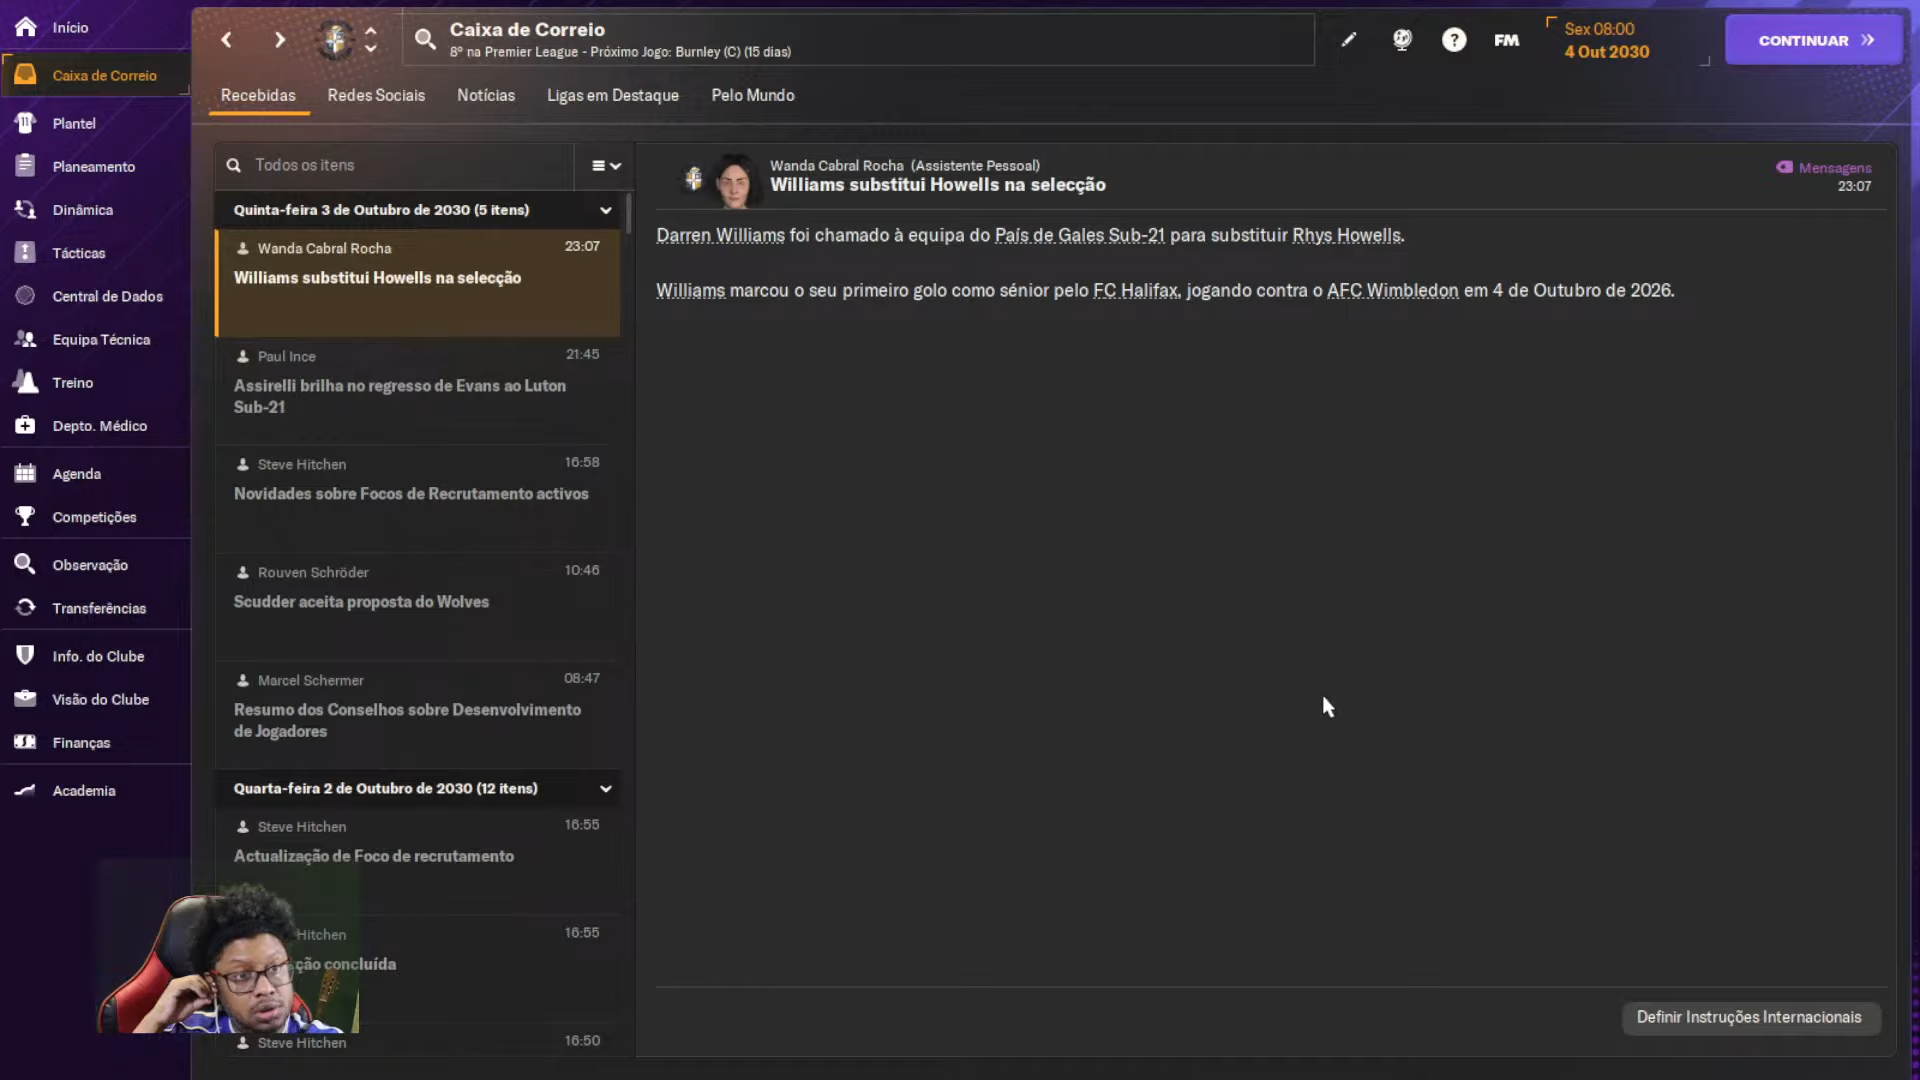 Início
Caixa de Correio
Plantel
Planeamento
Dinâmica
Tácticas
Central de Dados
Equipa Técnica
Treino
Depto. Médico
Agenda
Competições
Observação
Transferências
Info. do Clube
Visão do Clube
Finanças
Academia
Caixa de Correio
8º na Premier League - Próximo Jogo: Burnley (C) (15 dias)
FM
Sex 08:00
4 Out 2030
CONTINUAR
Recebidas
Redes Sociais
Notícias
Ligas em Destaque
Pelo Mundo
Todos os itens
Quinta-feira 3 de Outubro de 2030 (5 itens)
Wanda Cabral Rocha 23:07
Williams substitui Howells na selecção
Paul Ince 21:45
Assirelli brilha no regresso de Evans ao Luton
Sub-21
Steve Hitchen 16:58
Novidades sobre Focos de Recrutamento activos
Rouven Schröder 10:46
Scudder aceita proposta do Wolves
Marcel Schermer 08:47
Resumo dos Conselhos sobre Desenvolvimento
de Jogadores
Quarta-feira 2 de Outubro de 2030 (12 itens)
Steve Hitchen 16:55
Actualização de Foco de recrutamento
Hitchen 16:55
ção concluída
Steve Hitchen 16:50
Wanda Cabral Rocha (Assistente Pessoal)
Williams substitui Howells na selecção
Mensagens
23:07
Darren Williams foi chamado à equipa do País de Gales Sub-21 para substituir Rhys Howells.
Williams marcou o seu primeiro golo como sénior pelo FC Halifax, jogando contra o AFC Wimbledon em 4 de Outubro de 2026.
Definir Instruções Internacionais